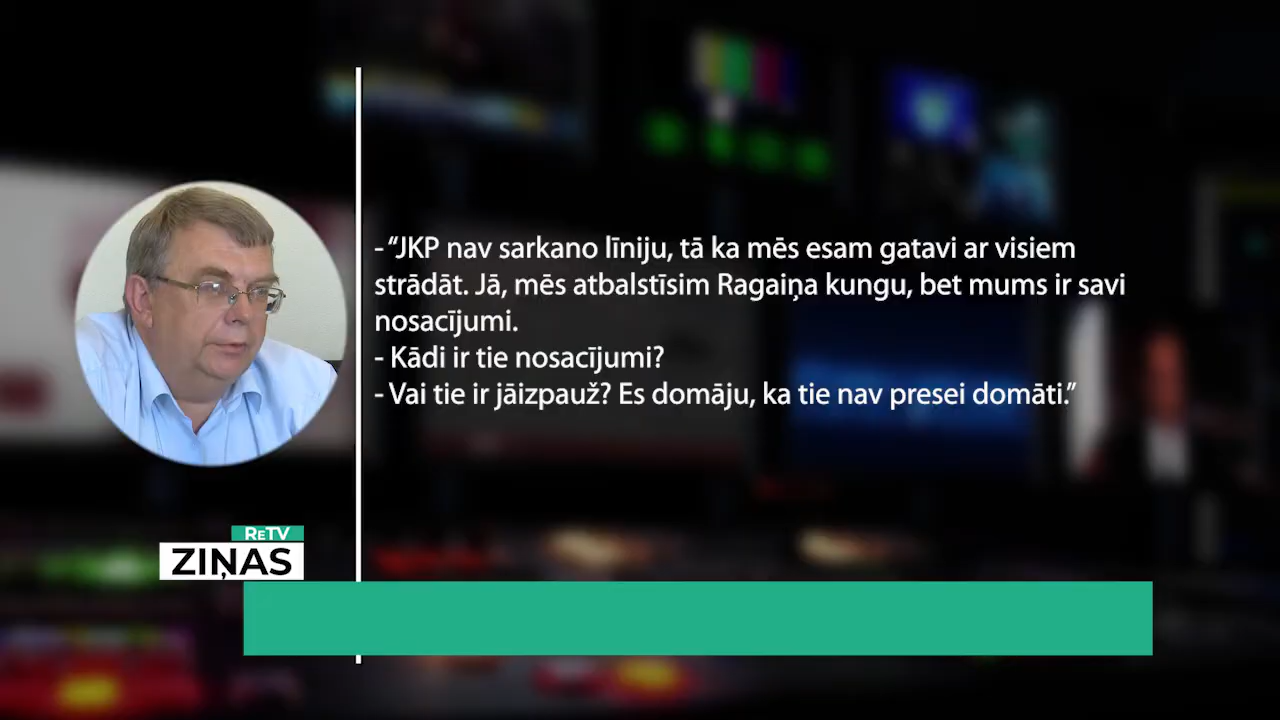 - “JKP nav sarkano līniju, tā ka mēs esam gatavi ar visiem
strādāt. Jā, mēs atbalstīsim Ragaiņa kungu, bet mums ir savi
nosacījumi.
- Kādi ir tie nosacījumi?
- Vai tie ir jāizpauž? Es domāju, ka tie nav presei domāti.”
RETV
ZIŅAS